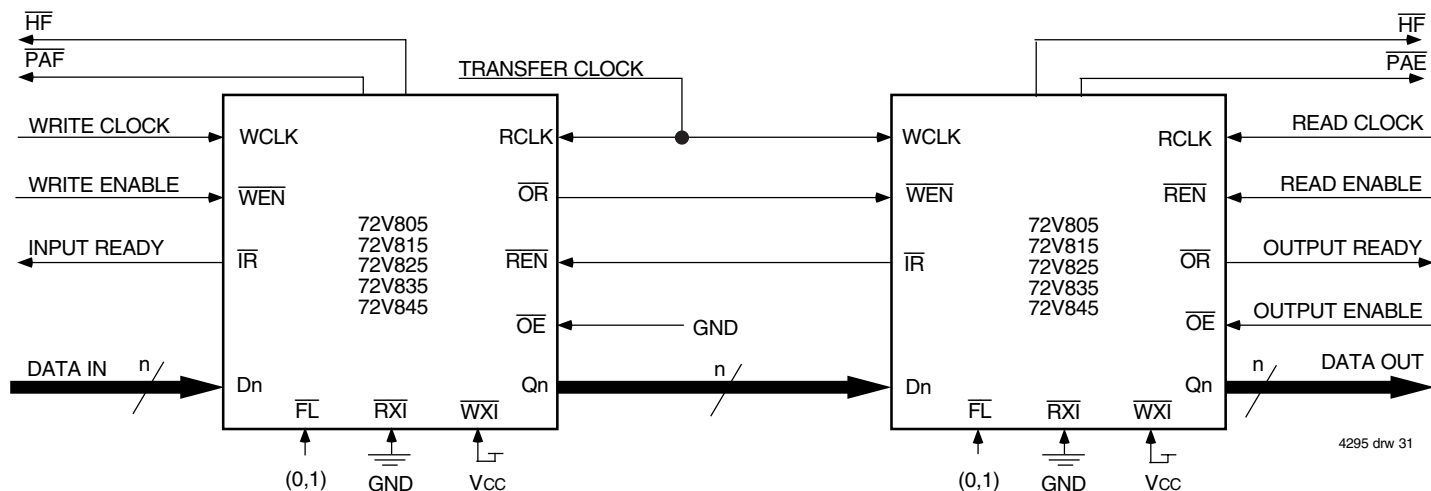 HF HF
PAF TRANSFER CLOCK PAE
WRITE CLOCK WCLK RCLK WCLK RCLK READ CLOCK
WRITE ENABLE WEN OR WEN REN READ ENABLE
72V805 72V805
72V815 72V815
INPUT READY IR 72V825 REN IR 72V825 OR OUTPUT READY
72V835 72V835
72V845 72V845
OE GND OE OUTPUT ENABLE
DATA IN n Dn Qn n Dn Qn n DATA OUT
FL RXI WXI FL RXI WXI
4295 drw 31
(0,1) GND VCC (0,1) GND VCC